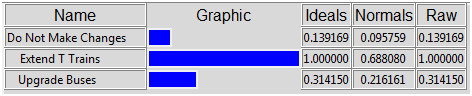 Name Graphic Ideals Normals Raw
Do Not Make Changes 0.139169 0.095759 0.139169
Extend T Trains 1.000000 0.688080 1.000000
Upgrade Buses 0.314150 0.216161 0.314150